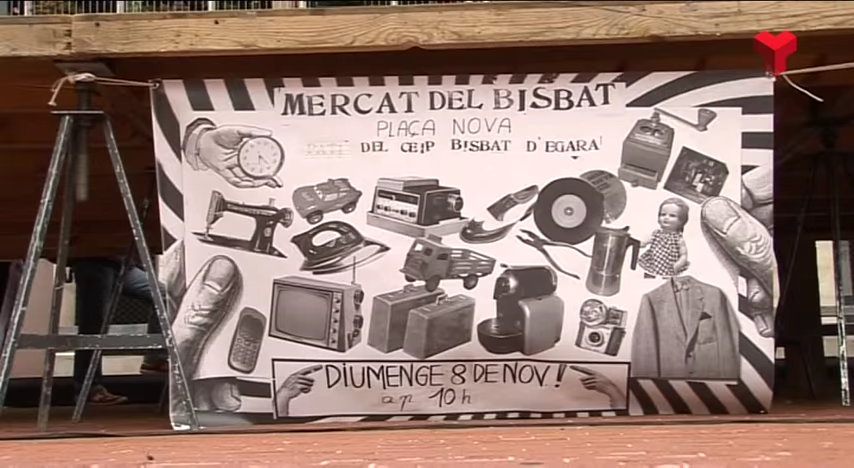 MERCAT DEL BISBAT
PLAÇA NOVA
DEL CEIP BISBAT D'EGARA
DIUMENGE 8 DE NOV!
a p 10h